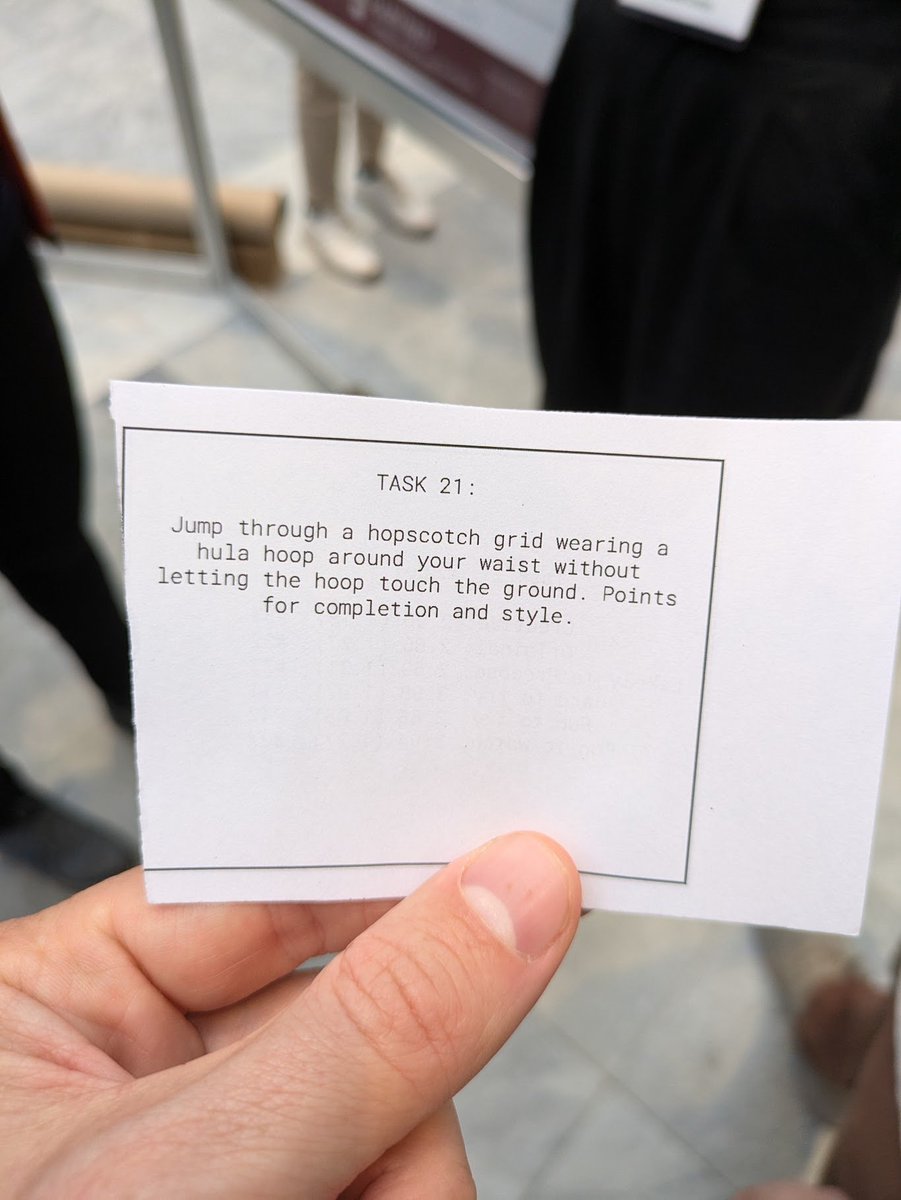 TASK 21:
Jump through a hopscotch grid wearing a
hula hoop around your waist without
letting the hoop touch the ground. Points
for completion and style.